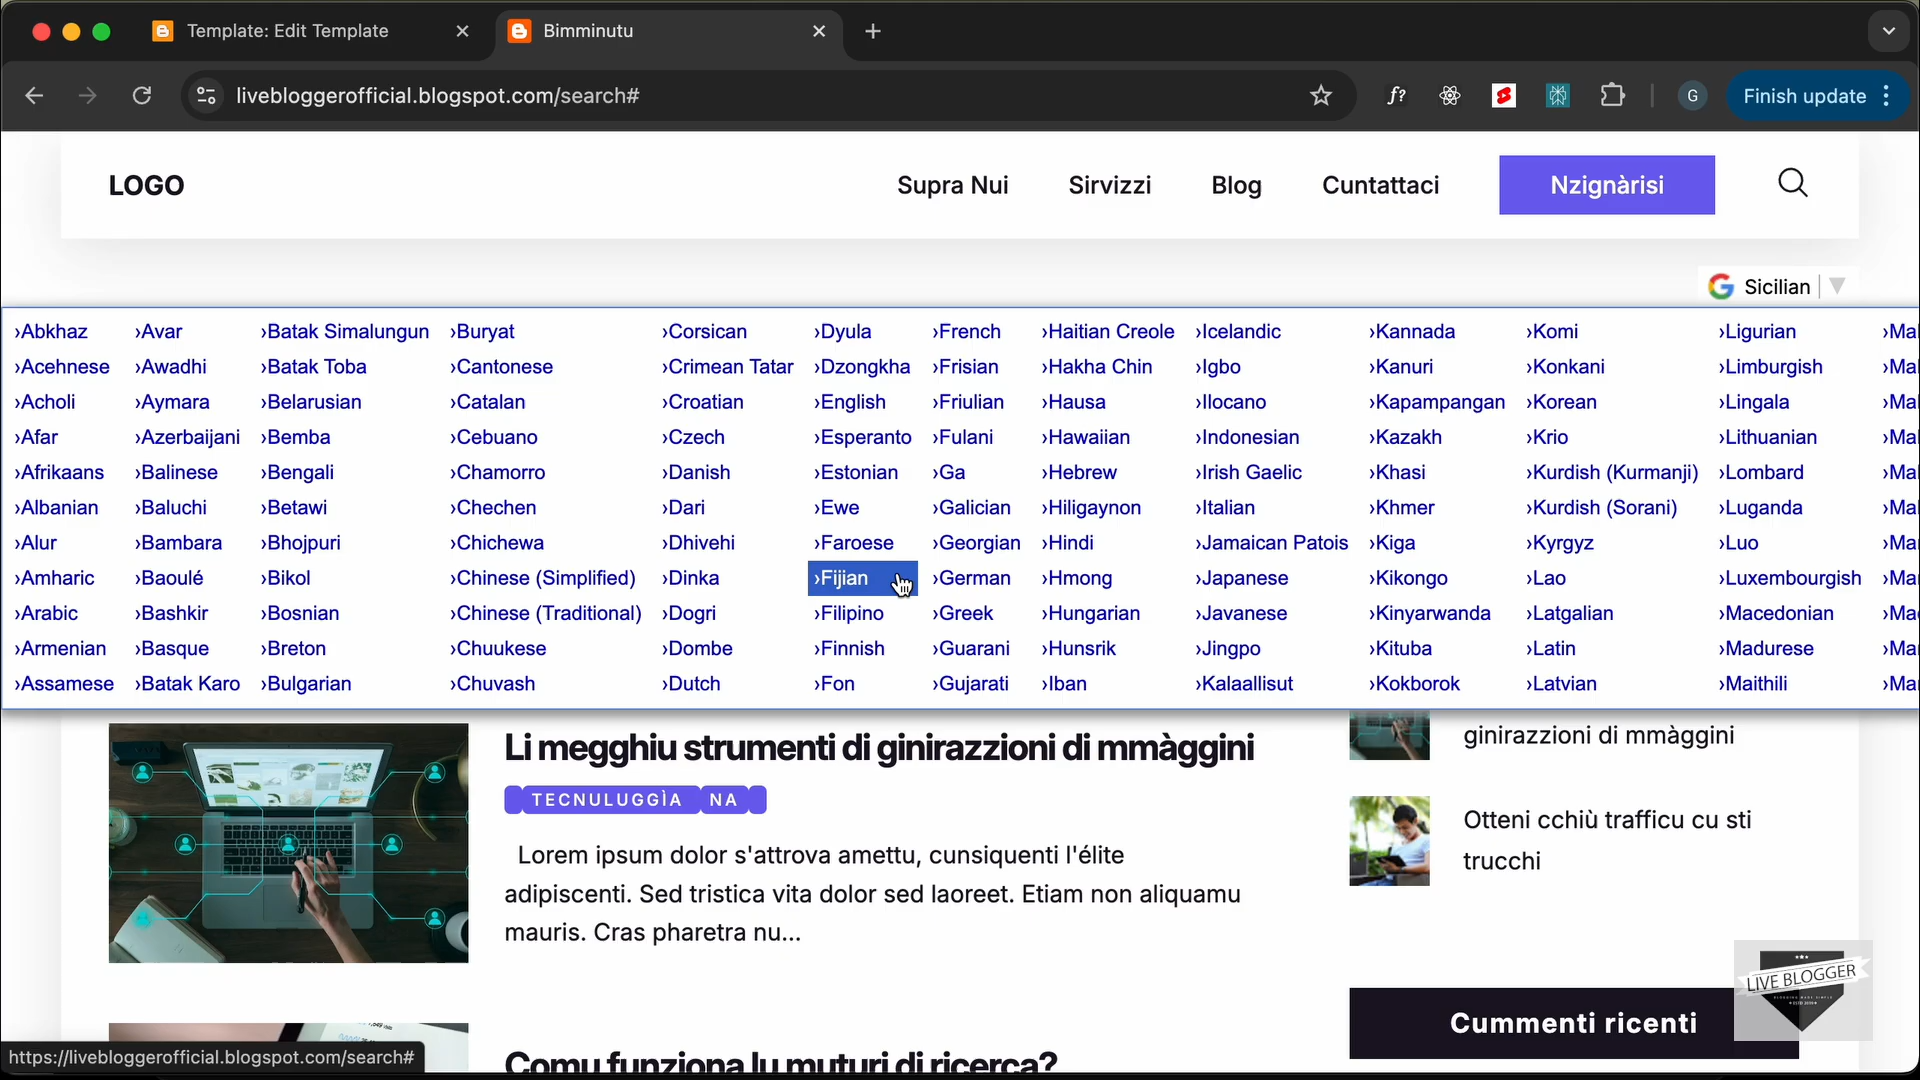 Template: Edit Template
Bimminutu
livebloggerofficial.blogspot.com/search#
f?
G
Finish update
LOGO
Supra Nui
Sirvizzi
Blog
Cuntattaci
Nzignàrisi
G Sicilian
›Abkhaz ›Avar ›Batak Simalungun ›Buryat ›Corsican ›Dyula ›French ›Haitian Creole ›Icelandic ›Kannada ›Komi ›Ligurian
›Acehnese ›Awadhi ›Batak Toba ›Cantonese ›Crimean Tatar ›Dzongkha ›Frisian ›Hakha Chin ›Igbo ›Kanuri ›Konkani ›Limburgish
›Acholi ›Aymara ›Belarusian ›Catalan ›Croatian ›English ›Friulian ›Hausa ›Ilocano ›Kapampangan ›Korean ›Lingala
›Afar ›Azerbaijani ›Bemba ›Cebuano ›Czech ›Esperanto ›Fulani ›Hawaiian ›Indonesian ›Kazakh ›Krio ›Lithuanian
›Afrikaans ›Balinese ›Bengali ›Chamorro ›Danish ›Estonian ›Ga ›Hebrew ›Irish Gaelic ›Khasi ›Kurdish (Kurmanji) ›Lombard
›Albanian ›Baluchi ›Betawi ›Chechen ›Dari ›Ewe ›Galician ›Hiligaynon ›Italian ›Khmer ›Kurdish (Sorani) ›Luganda
›Alur ›Bambara ›Bhojpuri ›Chichewa ›Dhivehi ›Faroese ›Georgian ›Hindi ›Jamaican Patois ›Kiga ›Kyrgyz ›Luo
›Amharic ›Baoulé ›Bikol ›Chinese (Simplified) ›Dinka ›Fijian ›German ›Hmong ›Japanese ›Kikongo ›Lao ›Luxembourgish
›Arabic ›Bashkir ›Bosnian ›Chinese (Traditional) ›Dogri ›Filipino ›Greek ›Hungarian ›Javanese ›Kinyarwanda ›Latgalian ›Macedonian
›Armenian ›Basque ›Breton ›Chuukese ›Dombe ›Finnish ›Guarani ›Hunsrik ›Jingpo ›Kituba ›Latin ›Madurese
›Assamese ›Batak Karo ›Bulgarian ›Chuvash ›Dutch ›Fon ›Gujarati ›Iban ›Kalaallisut ›Kokborok ›Latvian ›Maithili
Li megghiu strumenti di ginirazzioni di mmàggini
TECNULUGGÌA NA
Lorem ipsum dolor s'attrova amettu, cunsiquenti l'élite
adipiscenti. Sed tristica vita dolor sed laoreet. Etiam non aliquamu
mauris. Cras pharetra nu...
ginirazzioni di mmàggini
Otteni cchiù trafficu cu sti
trucchi
LIVE BLOGGER
Cummenti ricenti
Comu funziona lu muturi di ricerca?
https://livebloggerofficial.blogspot.com/search#